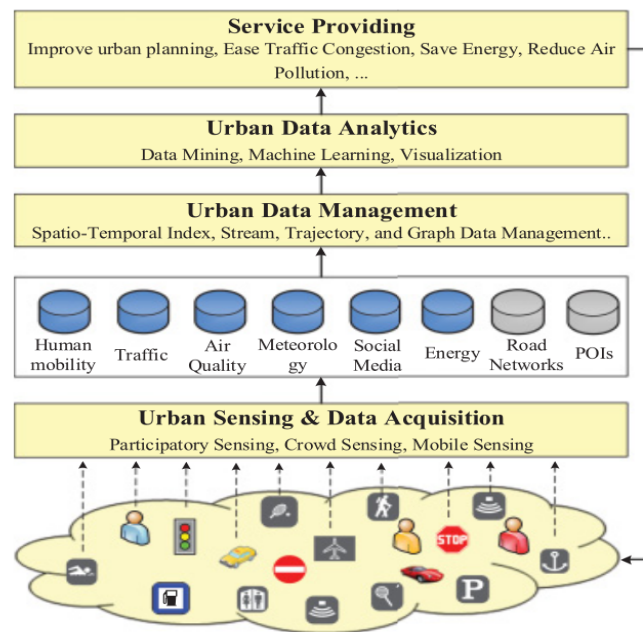 Service Providing
Improve urban planning, Ease Traffic Congestion, Save Energy, Reduce Air
Pollution, ...
Urban Data Analytics
Data Mining, Machine Learning, Visualization
Urban Data Management
Spatio-Temporal Index, Stream, Trajectory, and Graph Data Management..
Human
mobility
Traffic
Air
Quality
Meteorolo
gy
Social
Media
Energy
Road
Networks
POIs
Urban Sensing & Data Acquisition
Participatory Sensing, Crowd Sensing, Mobile Sensing
STOP
P